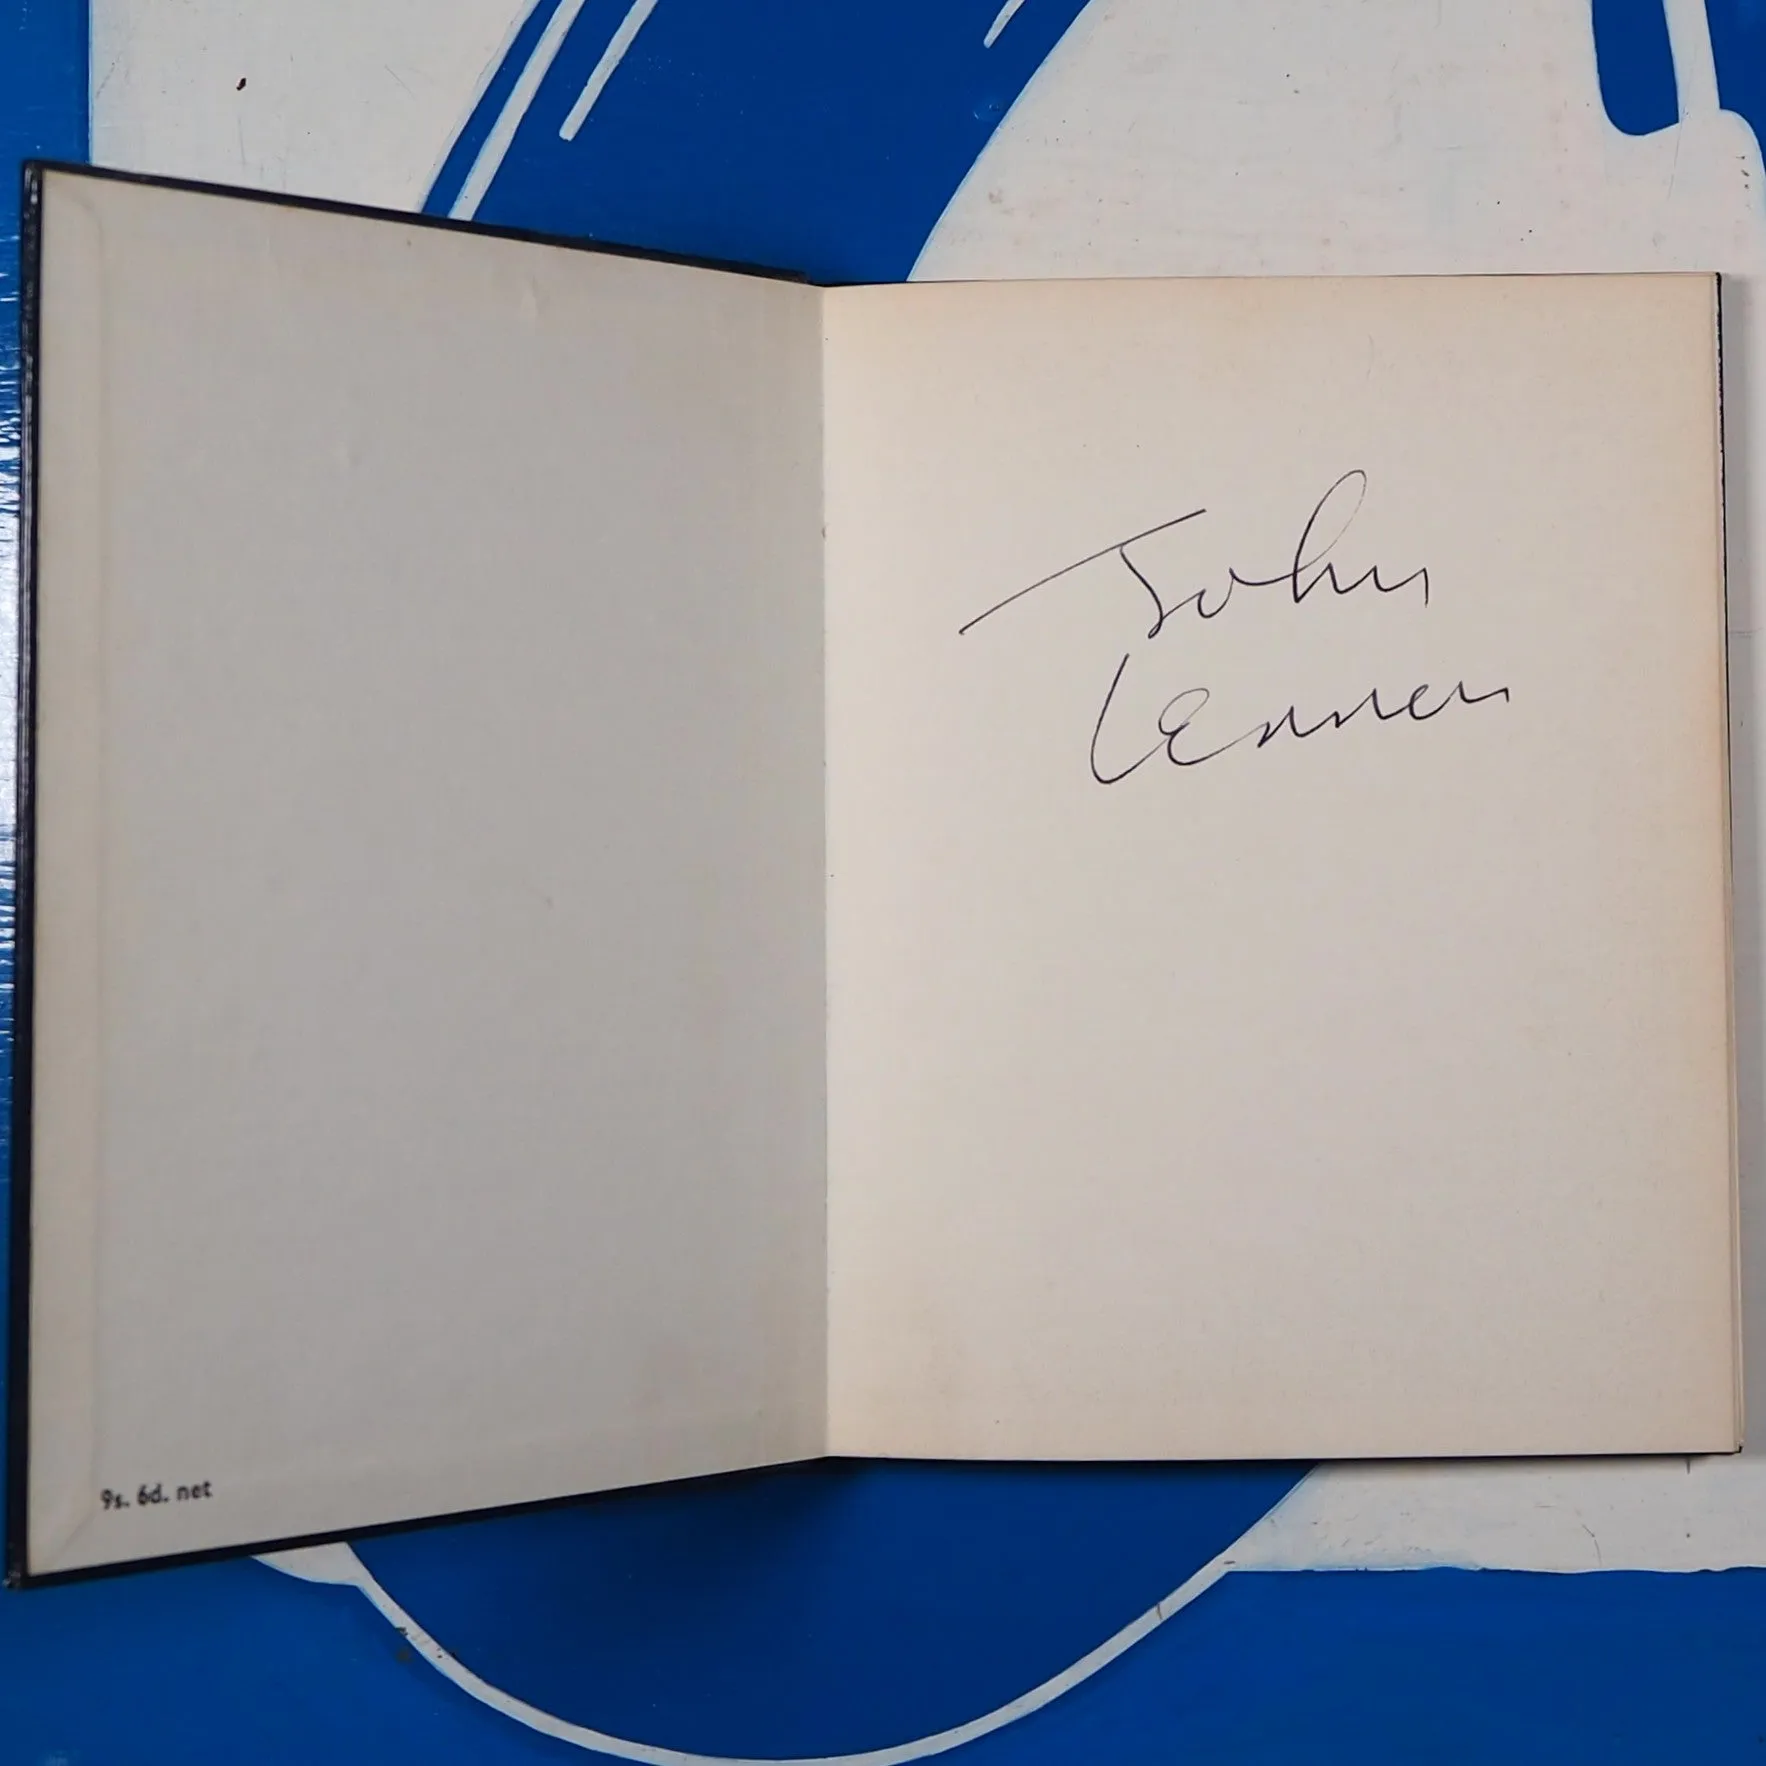 John
Lennon
9s. 6d. net